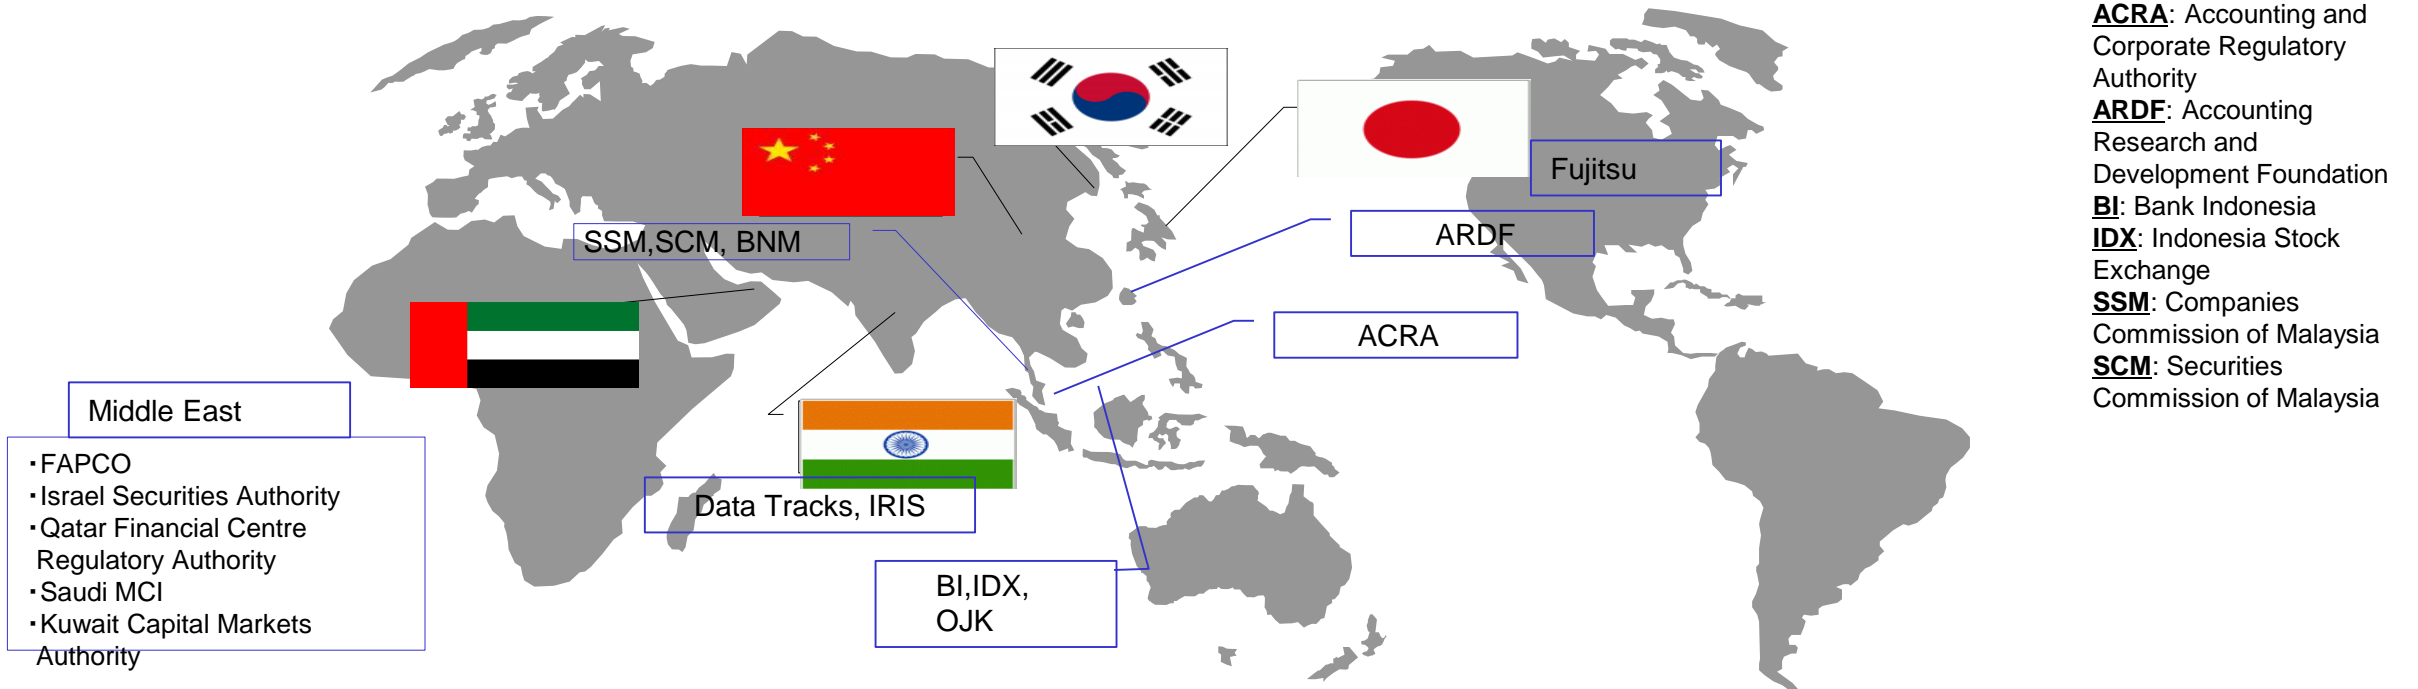 Fujitsu
SSM,SCM, BNM
ARDF
ACRA
Middle East
・FAPCO
・Israel Securities Authority
・Qatar Financial Centre
Regulatory Authority
・Saudi MCI
・Kuwait Capital Markets
Authority
Data Tracks, IRIS
BI,IDX,
OJK
ACRA: Accounting and
Corporate Regulatory
Authority
ARDF: Accounting
Research and
Development Foundation
BI: Bank Indonesia
IDX: Indonesia Stock
Exchange
SSM: Companies
Commission of Malaysia
SCM: Securities
Commission of Malaysia